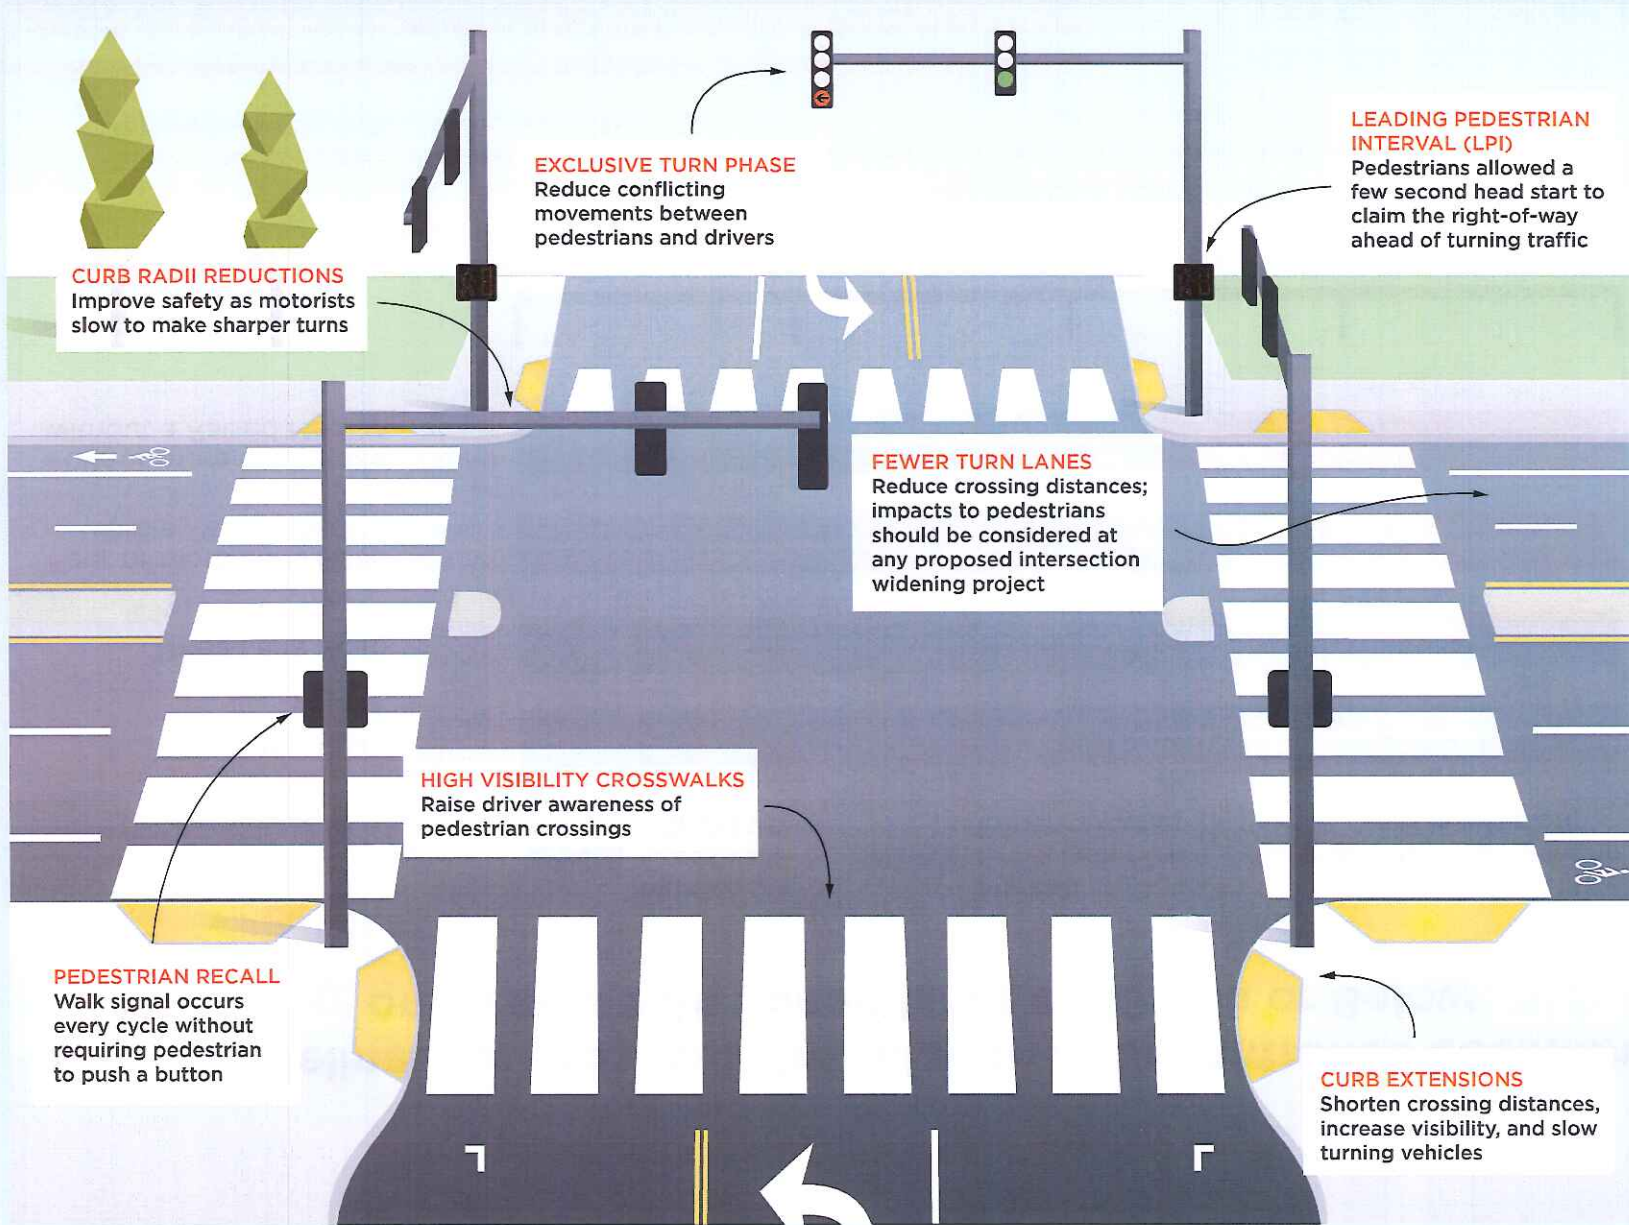 EXCLUSIVE TURN PHASE
Reduce conflicting
movements between
pedestrians and drivers
LEADING PEDESTRIAN
INTERVAL (LPI)
Pedestrians allowed a
few second head start to
claim the right-of-way
ahead of turning traffic
CURB RADII REDUCTIONS
Improve safety as motorists
slow to make sharper turns
FEWER TURN LANES
Reduce crossing distances;
impacts to pedestrians
should be considered at
any proposed intersection
widening project
HIGH VISIBILITY CROSSWALKS
Raise driver awareness of
pedestrian crossings
PEDESTRIAN RECALL
Walk signal occurs
every cycle without
requiring pedestrian
to push a button
CURB EXTENSIONS
Shorten crossing distances,
increase visibility, and slow
turning vehicles